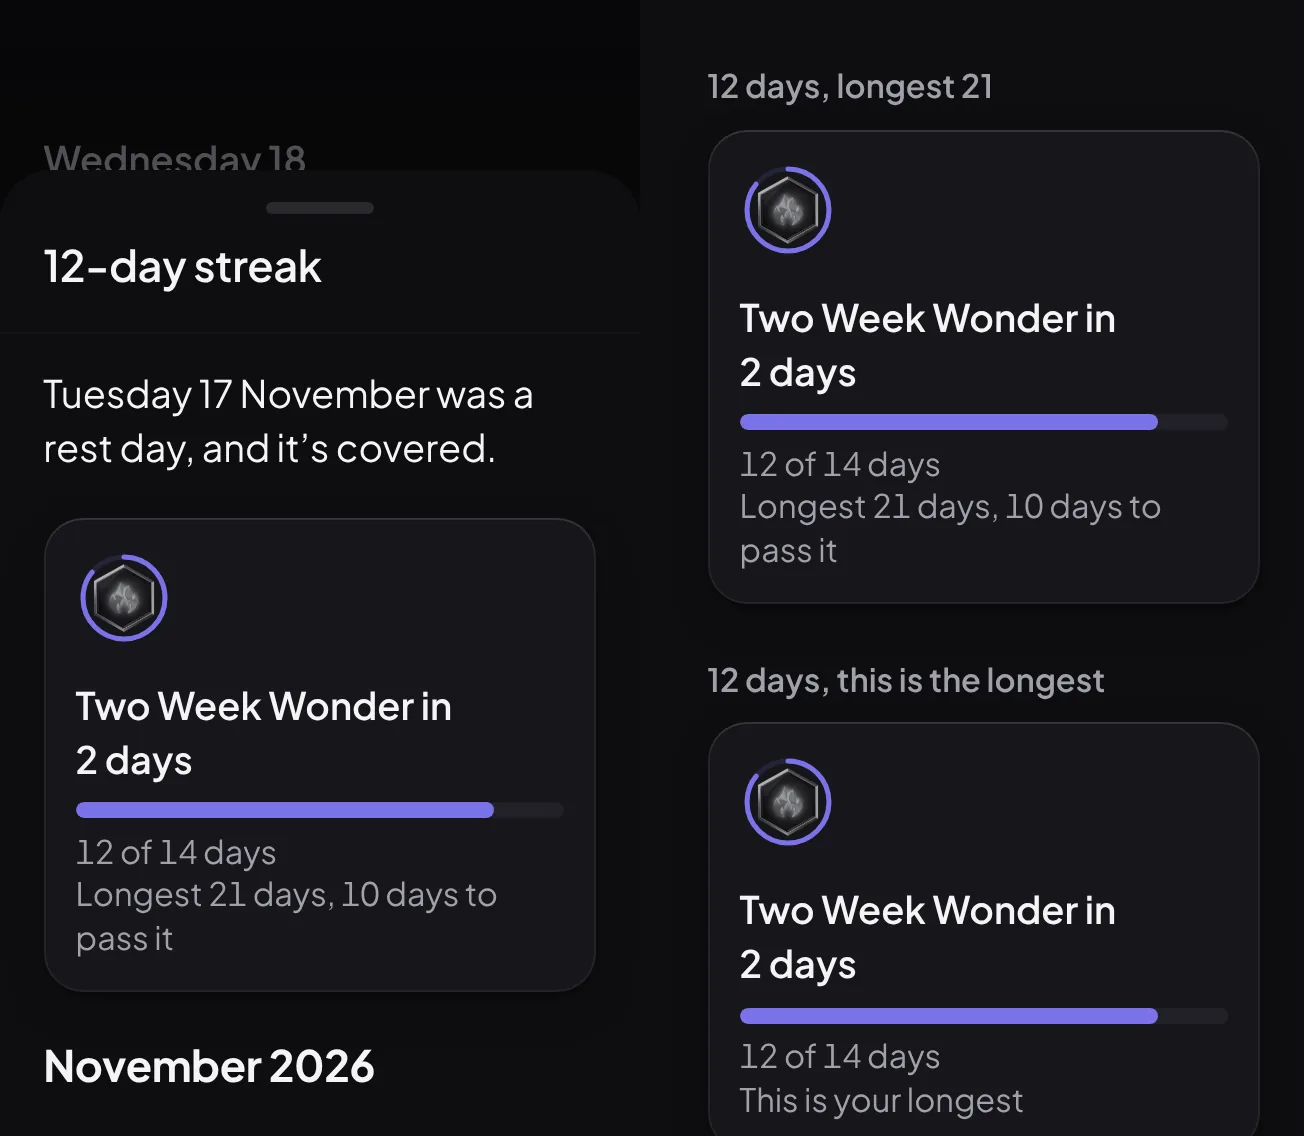 Wednesday 18
12-day streak
Tuesday 17 November was a
rest day, and it’s covered.
Two Week Wonder in
2 days
12 of 14 days
Longest 21 days, 10 days to
pass it
November 2026
12 days, longest 21
Two Week Wonder in
2 days
12 of 14 days
Longest 21 days, 10 days to
pass it
12 days, this is the longest
Two Week Wonder in
2 days
12 of 14 days
This is your longest